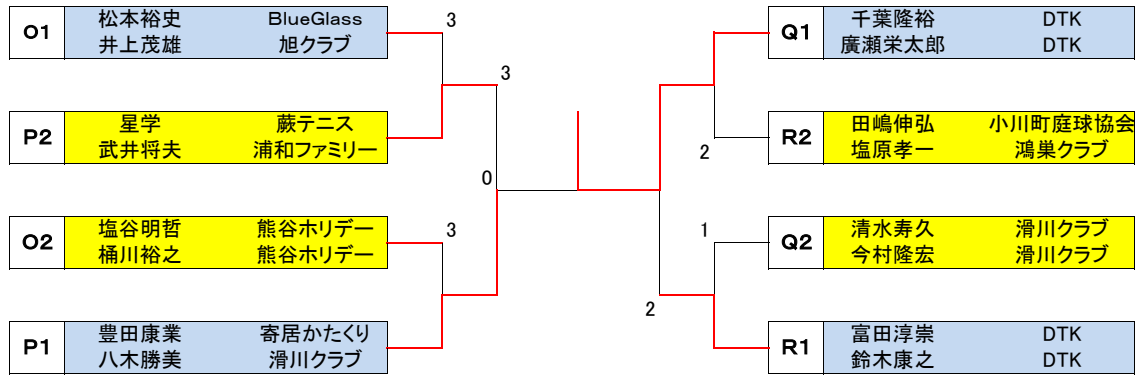 O1 松本裕史 BlueGlass
井上茂雄 旭クラブ
3
3
P2 星学 蕨テニス
武井将夫 浦和ファミリー
0
O2 塩谷明哲 熊谷ホリデー
桶川裕之 熊谷ホリデー
3
P1 豊田康業 寄居かたくり
八木勝美 滑川クラブ
Q1 千葉隆裕 DTK
廣瀬栄太郎 DTK
R2 田嶋伸弘 小川町庭球協会
塩原孝一 鴻巣クラブ
2
1
Q2 清水寿久 滑川クラブ
今村隆宏 滑川クラブ
2
R1 富田淳崇 DTK
鈴木康之 DTK